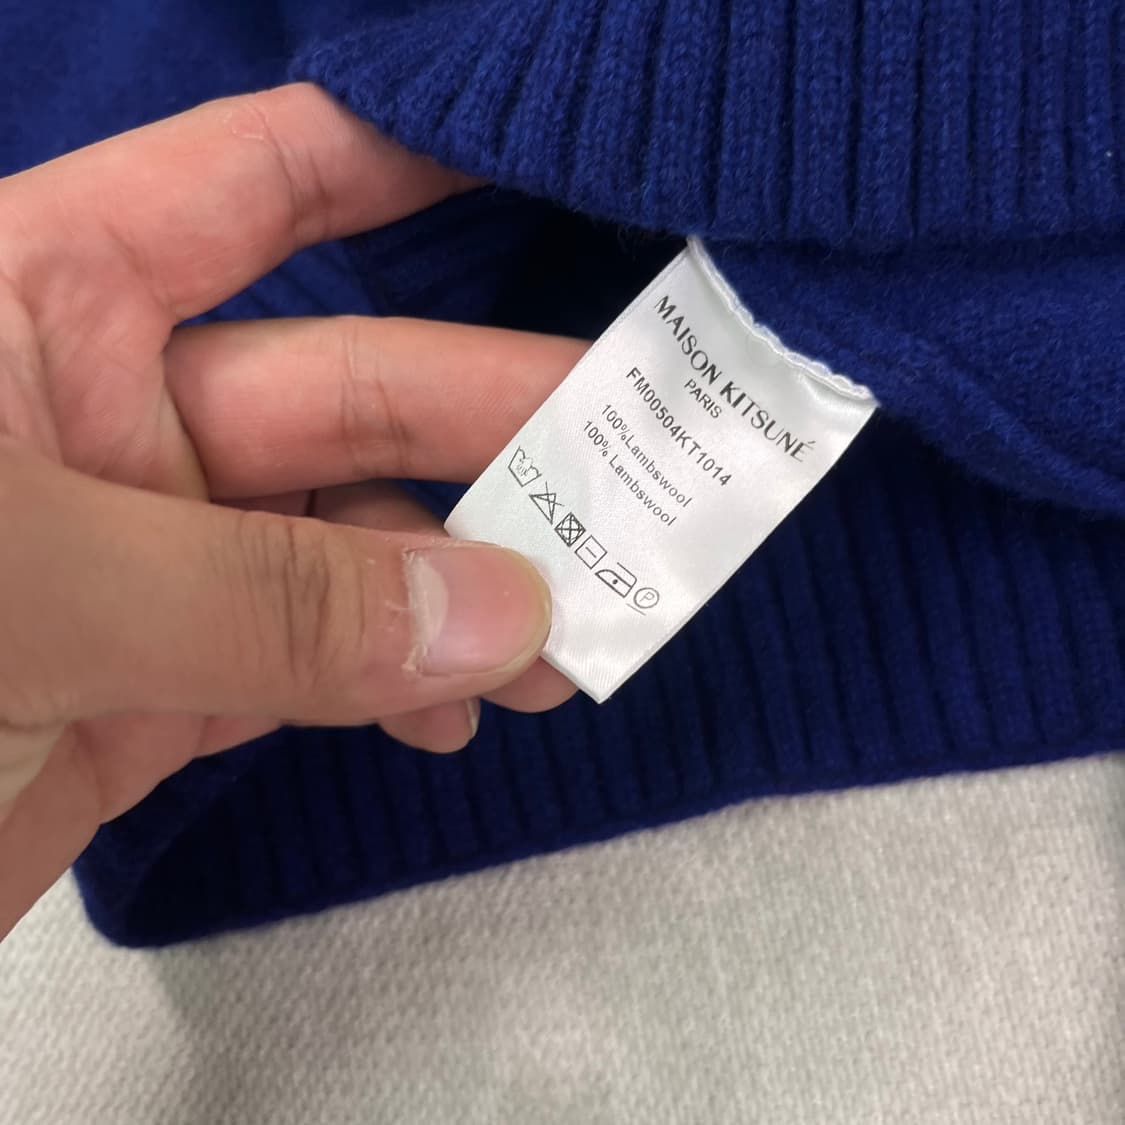 MAISON KITSUNÉ
PARIS
FM00504KT1014
100%Lambswool
100% Lambswool
P